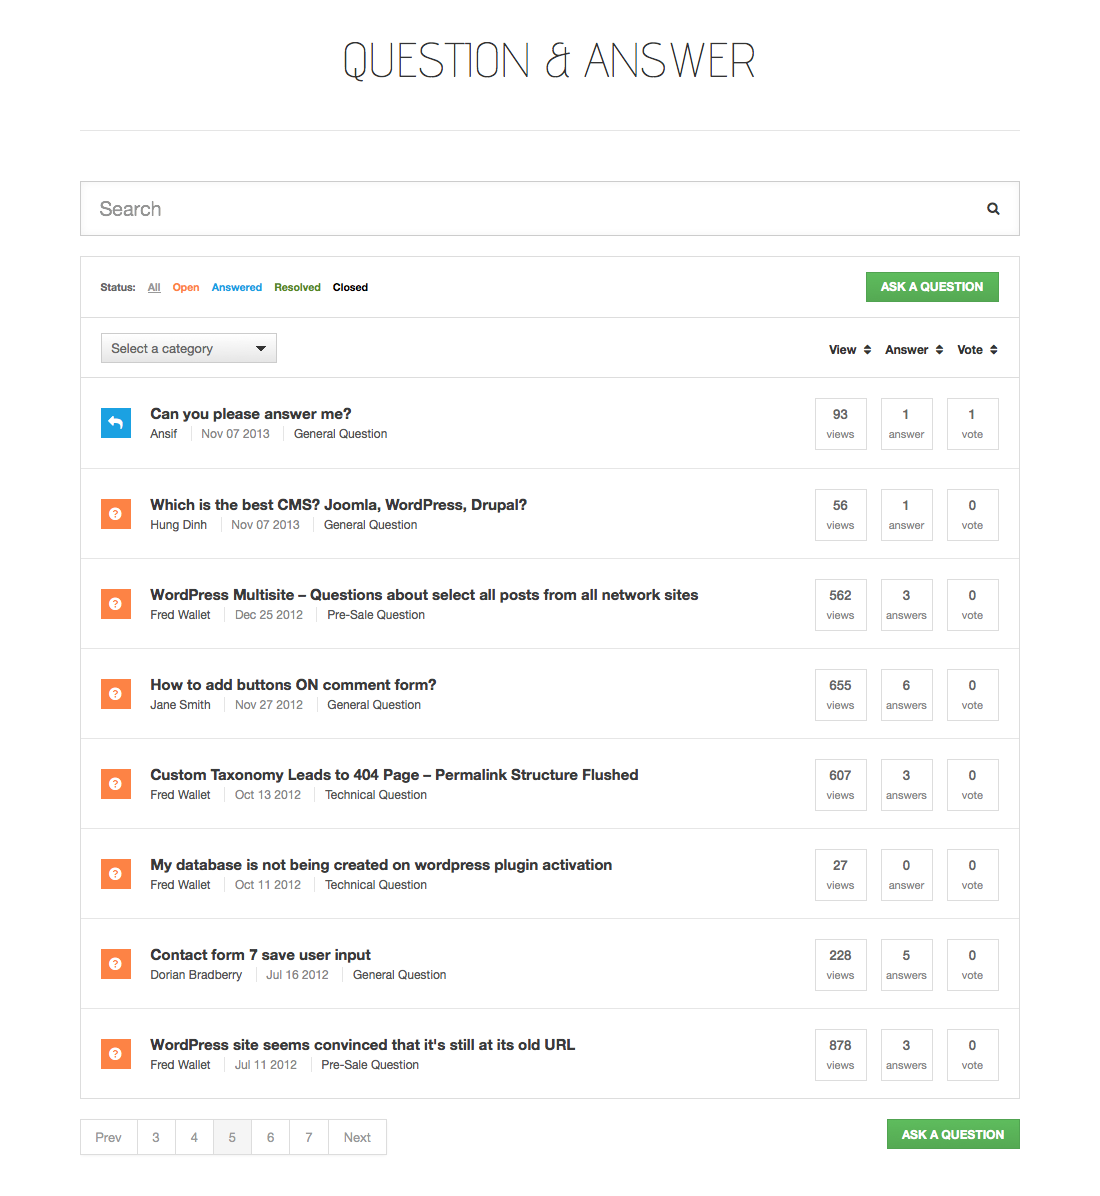 QUESTION & ANSWER
Search
Status: All Open Answered Resolved Closed ASK A QUESTION
Select a category View Answer Vote
Can you please answer me? 93 1 1
Ansif Nov 07 2013 General Question views answer vote
Which is the best CMS? Joomla, WordPress, Drupal? 56 1 0
Hung Dinh Nov 07 2013 General Question views answer vote
WordPress Multisite – Questions about select all posts from all network sites 562 3 0
Fred Wallet Dec 25 2012 Pre-Sale Question views answers vote
How to add buttons ON comment form? 655 6 0
Jane Smith Nov 27 2012 General Question views answers vote
Custom Taxonomy Leads to 404 Page – Permalink Structure Flushed 607 3 0
Fred Wallet Oct 13 2012 Technical Question views answers vote
My database is not being created on wordpress plugin activation 27 0 0
Fred Wallet Oct 11 2012 Technical Question views answer vote
Contact form 7 save user input 228 5 0
Dorian Bradberry Jul 16 2012 General Question views answers vote
WordPress site seems convinced that it's still at its old URL 878 3 0
Fred Wallet Jul 11 2012 Pre-Sale Question views answers vote
Prev 3 4 5 6 7 Next ASK A QUESTION